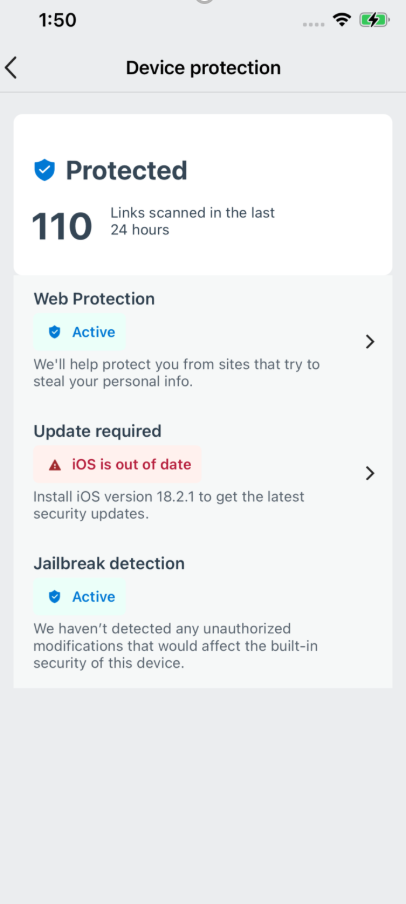 1:50
Device protection
Protected
110
Links scanned in the last
24 hours
Web Protection
Active
We'll help protect you from sites that try to
steal your personal info.
Update required
iOS is out of date
Install iOS version 18.2.1 to get the latest
security updates.
Jailbreak detection
Active
We haven’t detected any unauthorized
modifications that would affect the built-in
security of this device.